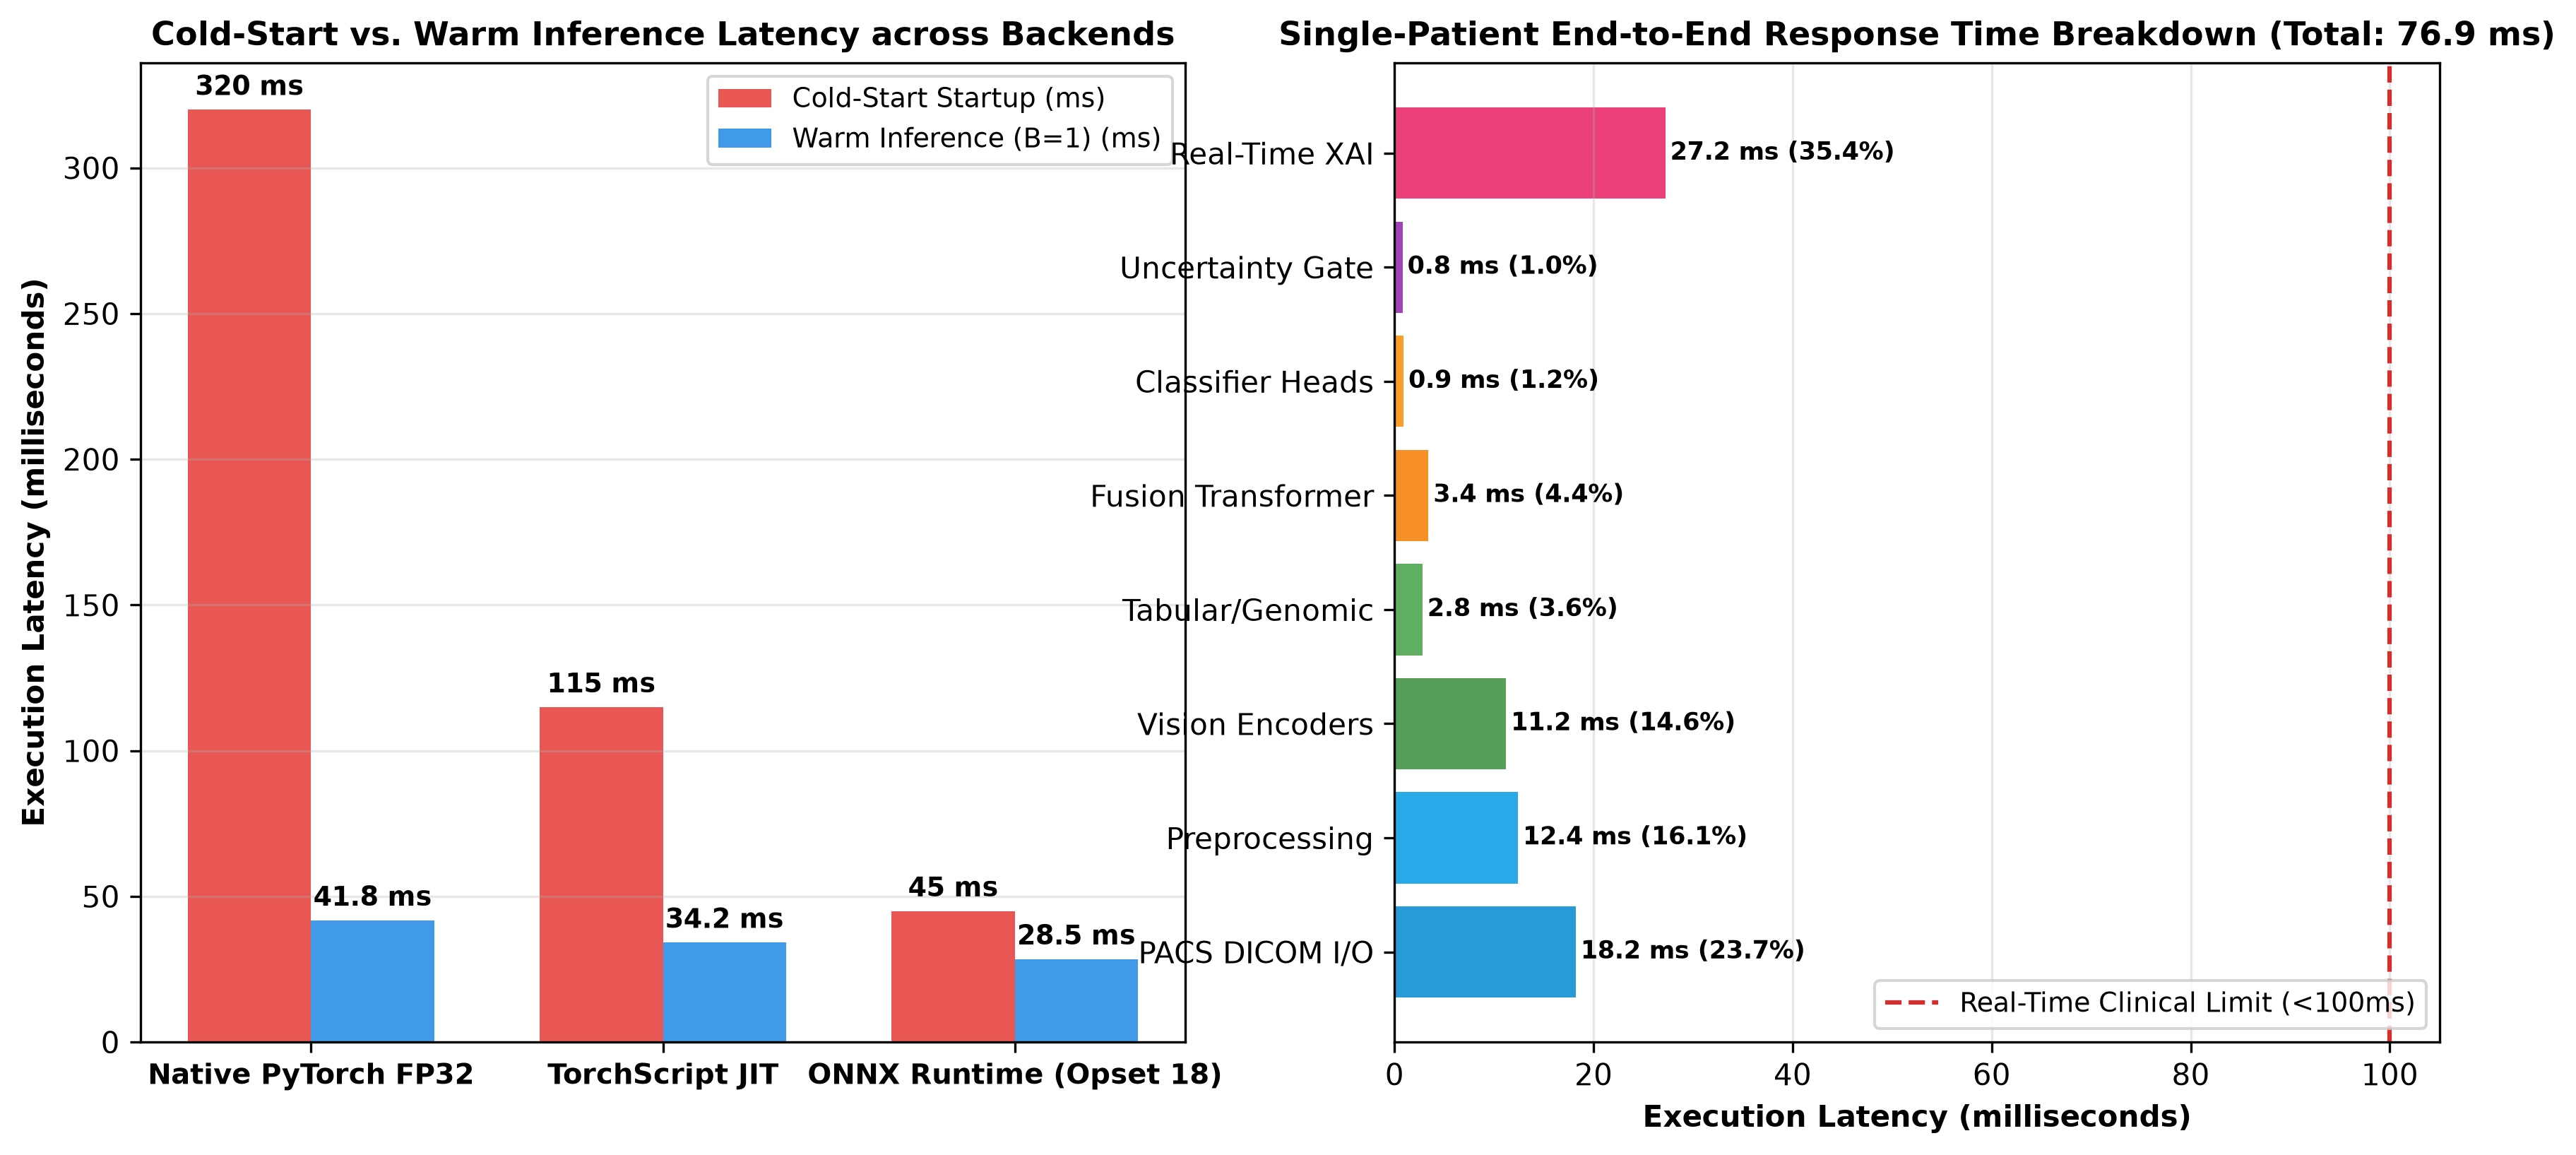 Cold-Start vs. Warm Inference Latency across Backends
Execution Latency (milliseconds)
300
250
200
150
100
50
0
320 ms
41.8 ms
115 ms
34.2 ms
45 ms
28.5 ms
Cold-Start Startup (ms)
Warm Inference (B=1) (ms)
Native PyTorch FP32
TorchScript JIT
ONNX Runtime (Opset 18)
Single-Patient End-to-End Response Time Breakdown (Total: 76.9 ms)
Real-Time XAI
27.2 ms (35.4%)
Uncertainty Gate
0.8 ms (1.0%)
Classifier Heads
0.9 ms (1.2%)
Fusion Transformer
3.4 ms (4.4%)
Tabular/Genomic
2.8 ms (3.6%)
Vision Encoders
11.2 ms (14.6%)
Preprocessing
12.4 ms (16.1%)
PACS DICOM I/O
18.2 ms (23.7%)
Real-Time Clinical Limit (<100ms)
0
20
40
60
80
100
Execution Latency (milliseconds)